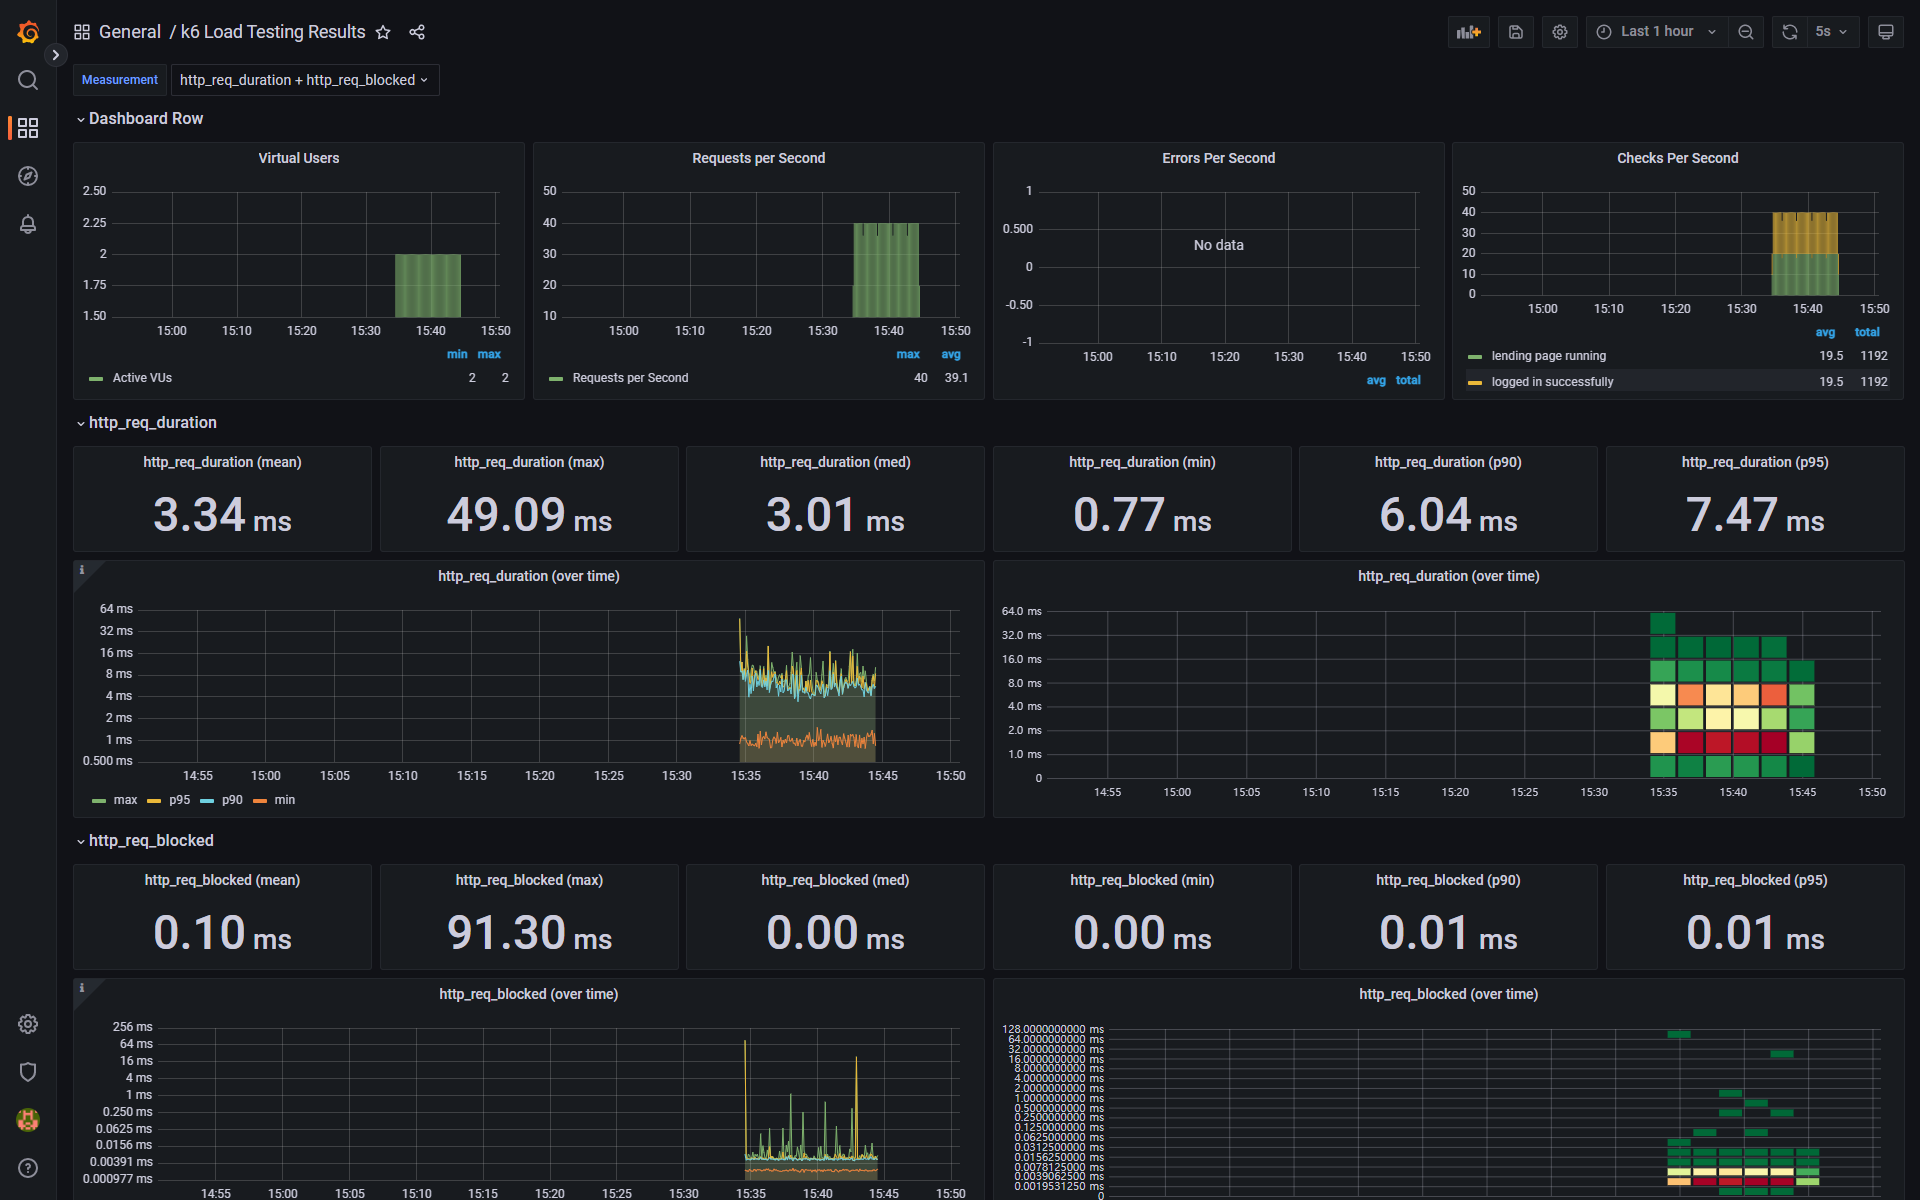 General / k6 Load Testing Results
Last 1 hour
5s
Measurement
http_req_duration + http_req_blocked
Dashboard Row
Virtual Users
2.50
2.25
2
1.75
1.50
15:00 15:10 15:20 15:30 15:40 15:50
min max
Active VUs 2 2
Requests per Second
50
40
30
20
10
15:00 15:10 15:20 15:30 15:40 15:50
max avg
Requests per Second 40 39.1
Errors Per Second
1
0.500
0
-0.50
-1
No data
15:00 15:10 15:20 15:30 15:40 15:50
avg total
Checks Per Second
50
40
30
20
10
0
15:00 15:10 15:20 15:30 15:40 15:50
avg total
lending page running 19.5 1192
logged in successfully 19.5 1192
http_req_duration
http_req_duration (mean)
3.34 ms
http_req_duration (max)
49.09 ms
http_req_duration (med)
3.01 ms
http_req_duration (min)
0.77 ms
http_req_duration (p90)
6.04 ms
http_req_duration (p95)
7.47 ms
http_req_duration (over time)
64 ms
32 ms
16 ms
8 ms
4 ms
2 ms
1 ms
0.500 ms
14:55 15:00 15:05 15:10 15:15 15:20 15:25 15:30 15:35 15:40 15:45 15:50
max p95 p90 min
http_req_duration (over time)
64.0 ms
32.0 ms
16.0 ms
8.0 ms
4.0 ms
2.0 ms
1.0 ms
0
14:55 15:00 15:05 15:10 15:15 15:20 15:25 15:30 15:35 15:40 15:45 15:50
http_req_blocked
http_req_blocked (mean)
0.10 ms
http_req_blocked (max)
91.30 ms
http_req_blocked (med)
0.00 ms
http_req_blocked (min)
0.00 ms
http_req_blocked (p90)
0.01 ms
http_req_blocked (p95)
0.01 ms
http_req_blocked (over time)
256 ms
64 ms
16 ms
4 ms
1 ms
0.250 ms
0.0625 ms
0.0156 ms
0.00391 ms
0.000977 ms
14:55 15:00 15:05 15:10 15:15 15:20 15:25 15:30 15:35 15:40 15:45 15:50
http_req_blocked (over time)
128.0000000000 ms
64.0000000000 ms
32.0000000000 ms
16.0000000000 ms
8.0000000000 ms
4.0000000000 ms
2.0000000000 ms
1.0000000000 ms
0.5000000000 ms
0.2500000000 ms
0.1250000000 ms
0.0625000000 ms
0.0312500000 ms
0.0156250000 ms
0.0078125000 ms
0.0039062500 ms
0.0019531250 ms
0